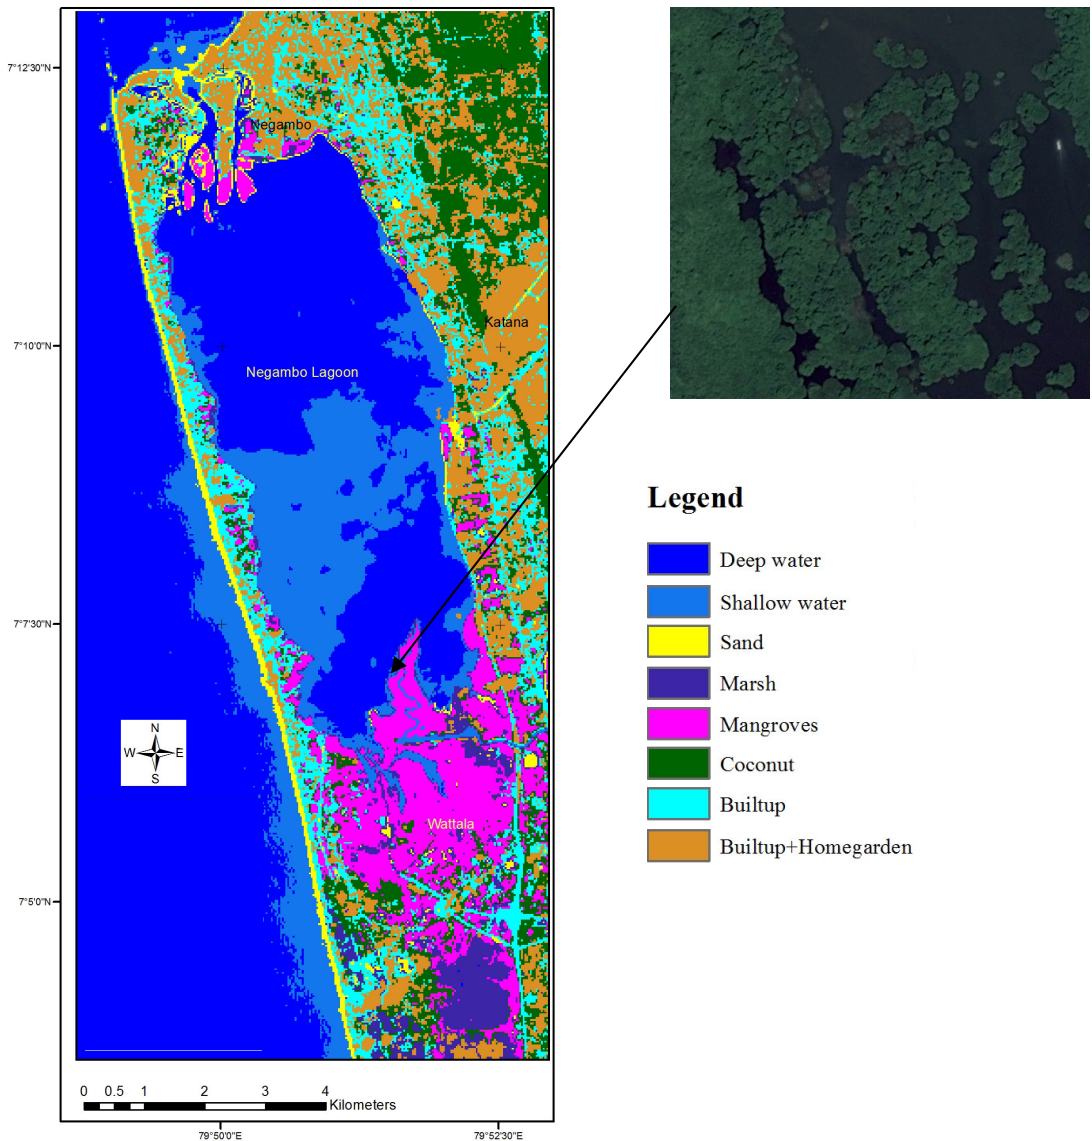 7°12'30"N
Negambo
7°10'0"N
Katana
Negambo Lagoon
7°7'30"N
N
W E
S
Wattala
7°5'0"N
0 0.5 1 2 3 4
Kilometers
79°50'0"E 79°52'30"E
Legend
Deep water
Shallow water
Sand
Marsh
Mangroves
Coconut
Builtup
Builtup+Homegarden